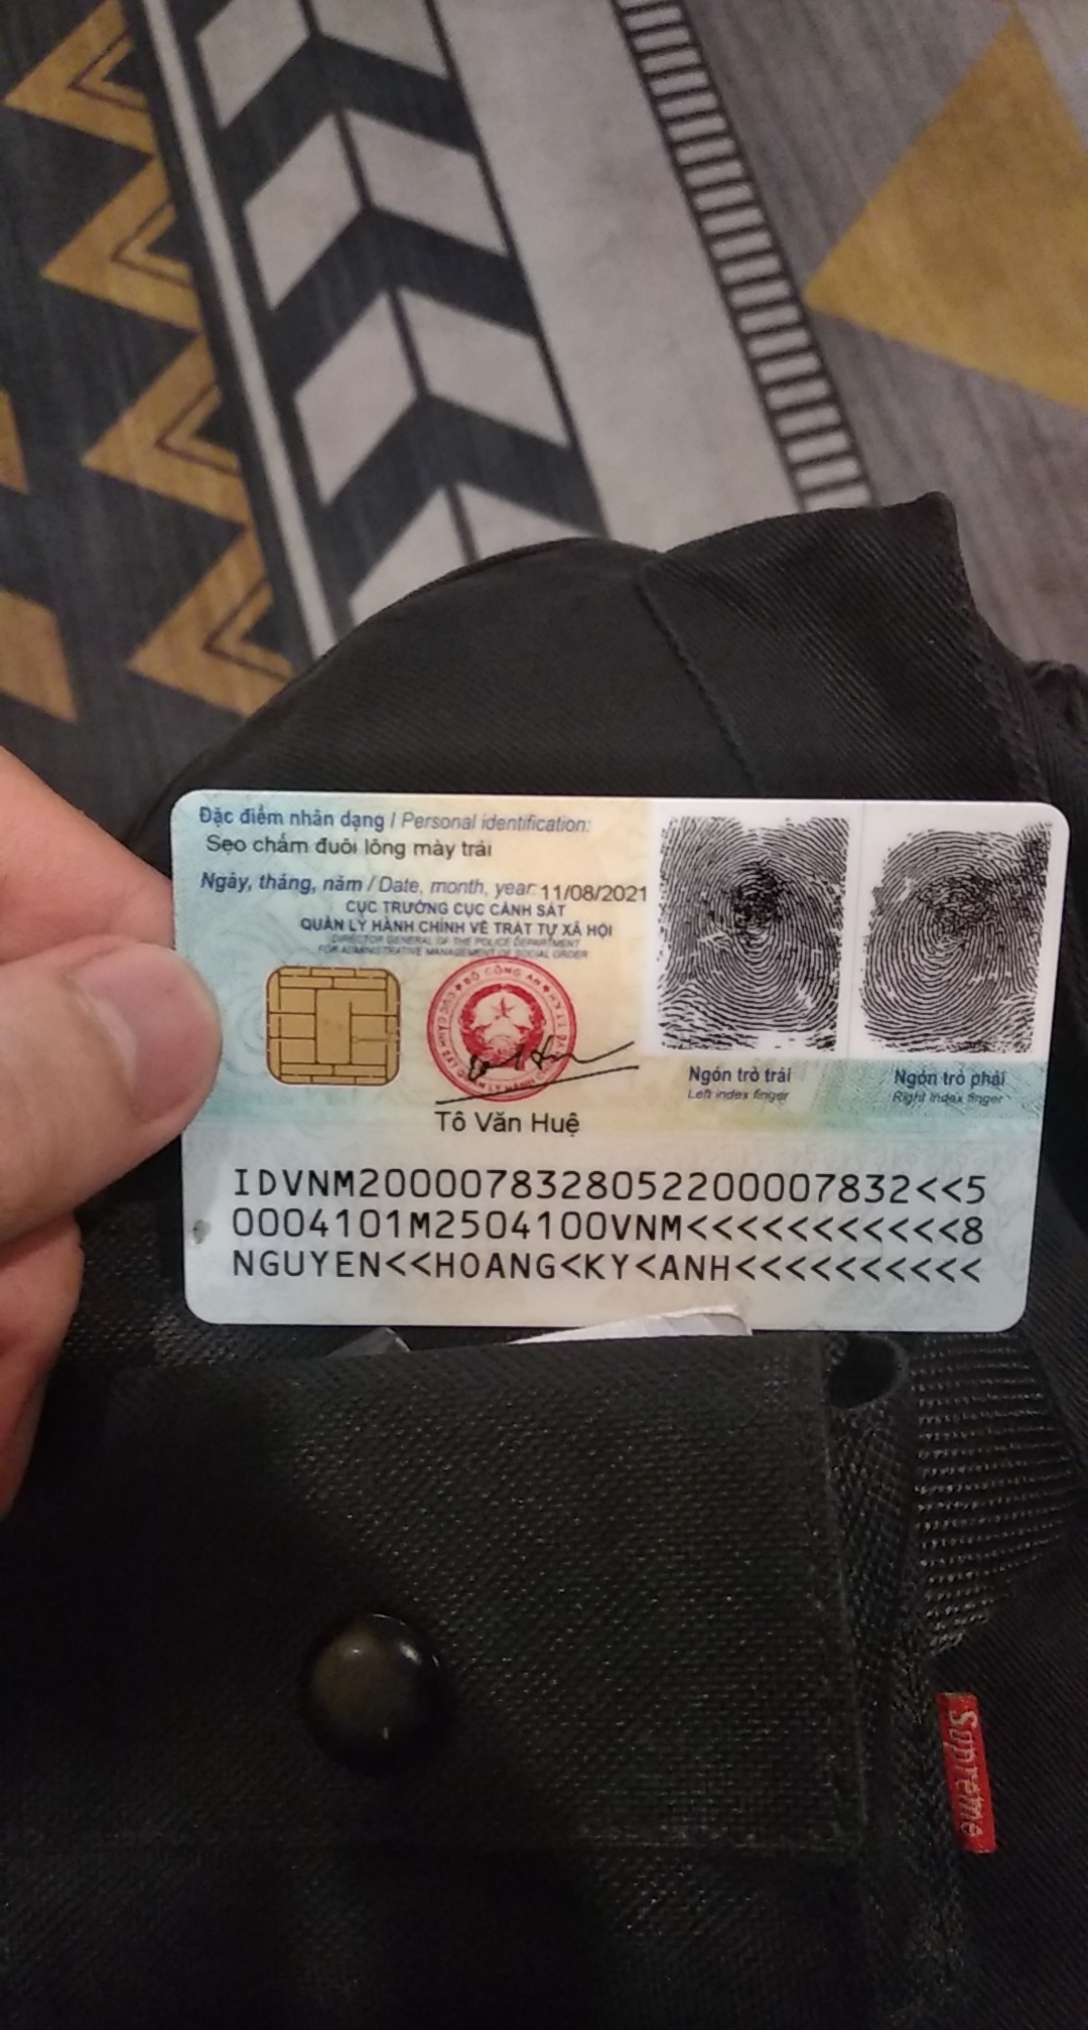 Đặc điểm nhân dạng / Personal identification:
Sẹo chấm đuôi lông mày trái
Ngày, tháng, năm / Date, month, year: 11/08/2021
CỤC TRƯỞNG CỤC CẢNH SÁT
QUẢN LÝ HÀNH CHÍNH VỀ TRẬT TỰ XÃ HỘI
DIRECTOR GENERAL OF THE POLICE DEPARTMENT
FOR ADMINISTRATIVE MANAGEMENT OF SOCIAL ORDER
BỘ CÔNG AN
Tô Văn Huệ
Ngón trỏ trái
Left index finger
Ngón trỏ phải
Right index finger
IDVNM2000078328052200007832<<5
0004101M2504100VNM<<<<<<<<<<<8
NGUYEN<<HOANG<KY<ANH<<<<<<<<<<
Supreme